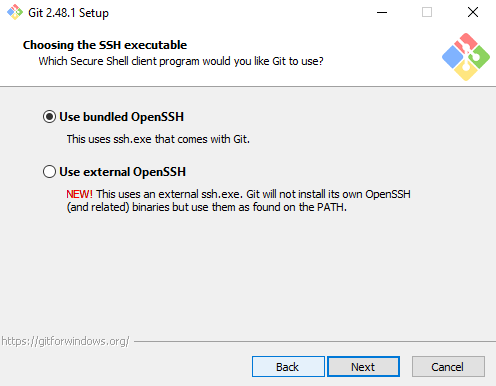 Git 2.48.1 Setup
Choosing the SSH executable
Which Secure Shell client program would you like Git to use?
Use bundled OpenSSH
This uses ssh.exe that comes with Git.
Use external OpenSSH
NEW! This uses an external ssh.exe. Git will not install its own OpenSSH
(and related) binaries but use them as found on the PATH.
https://gitforwindows.org/
Back
Next
Cancel